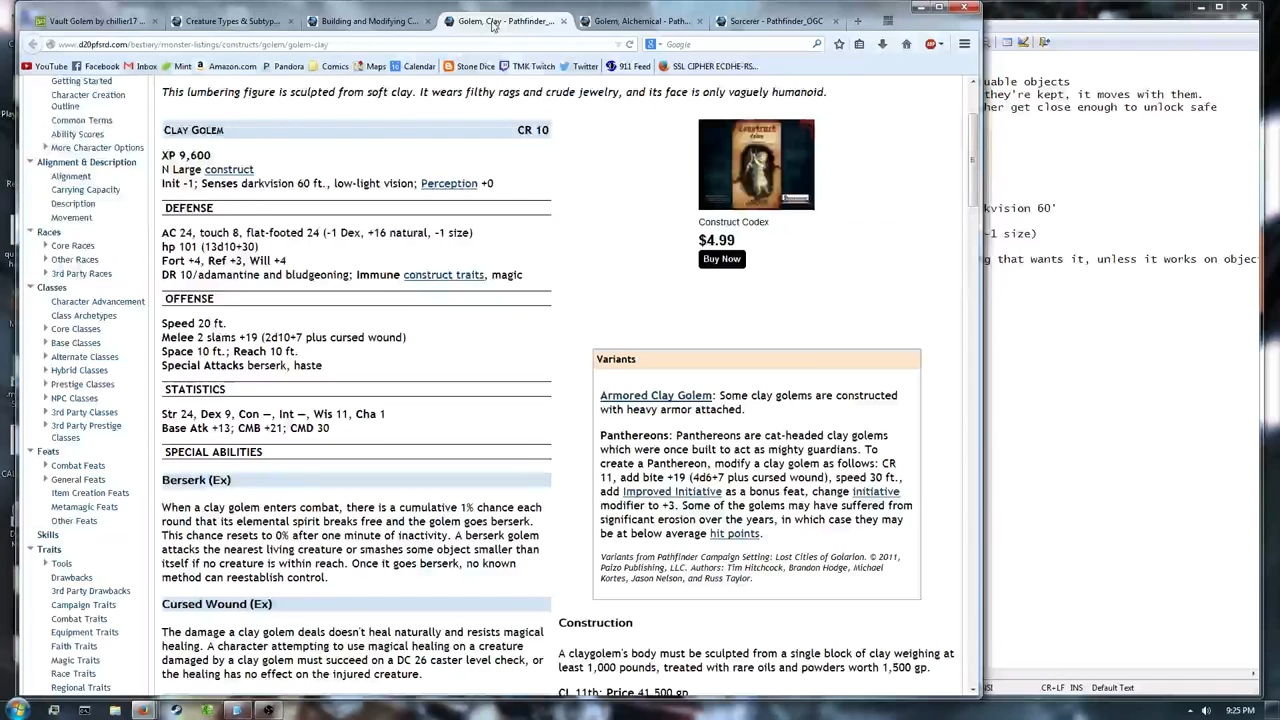 Vault Golem by chillier17
Creature Types & Subtyp...
Building and Modifying C...
Golem, Clay - Pathfinder_...
Golem, Alchemical - Path...
Sorcerer - Pathfinder_OGC
www.d20pfsrd.com/bestiary/monster-listings/constructs/golem/golem-clay
Google
YouTube Facebook Inbox Mint Amazon.com Pandora Comics Maps Calendar Stone Dice TMK Twitch Twitter 911 Feed SSL CIPHER ECDHE-RS...
Getting Started
Character Creation
Outline
Common Terms
Ability Scores
More Character Options
Alignment & Description
Alignment
Carrying Capacity
Description
Movement
Races
Core Races
Other Races
3rd Party Races
Classes
Character Advancement
Class Archetypes
Core Classes
Base Classes
Alternate Classes
Hybrid Classes
Prestige Classes
NPC Classes
3rd Party Classes
3rd Party Prestige
Classes
Feats
Combat Feats
General Feats
Item Creation Feats
Metamagic Feats
Other Feats
Skills
Traits
Tools
Drawbacks
3rd Party Drawbacks
Campaign Traits
Combat Traits
Equipment Traits
Faith Traits
Magic Traits
Race Traits
Regional Traits
This lumbering figure is sculpted from soft clay. It wears filthy rags and crude jewelry, and its face is only vaguely humanoid.
CLAY GOLEM CR 10
XP 9,600
N Large construct
Init -1; Senses darkvision 60 ft., low-light vision; Perception +0
DEFENSE
AC 24, touch 8, flat-footed 24 (-1 Dex, +16 natural, -1 size)
hp 101 (13d10+30)
Fort +4, Ref +3, Will +4
DR 10/adamantine and bludgeoning; Immune construct traits, magic
OFFENSE
Speed 20 ft.
Melee 2 slams +19 (2d10+7 plus cursed wound)
Space 10 ft.; Reach 10 ft.
Special Attacks berserk, haste
STATISTICS
Str 24, Dex 9, Con —, Int —, Wis 11, Cha 1
Base Atk +13; CMB +21; CMD 30
SPECIAL ABILITIES
Berserk (Ex)
When a clay golem enters combat, there is a cumulative 1% chance each
round that its elemental spirit breaks free and the golem goes berserk.
This chance resets to 0% after one minute of inactivity. A berserk golem
attacks the nearest living creature or smashes some object smaller than
itself if no creature is within reach. Once it goes berserk, no known
method can reestablish control.
Cursed Wound (Ex)
The damage a clay golem deals doesn't heal naturally and resists magical
healing. A character attempting to use magical healing on a creature
damaged by a clay golem must succeed on a DC 26 caster level check, or
the healing has no effect on the injured creature.
Construct
Codex
Construct Codex
$4.99
Buy Now
Variants
Armored Clay Golem: Some clay golems are constructed
with heavy armor attached.
Panthereons: Panthereons are cat-headed clay golems
which were once built to act as mighty guardians. To
create a Panthereon, modify a clay golem as follows: CR
11, add bite +19 (4d6+7 plus cursed wound), speed 30 ft.,
add Improved Initiative as a bonus feat, change initiative
modifier to +3. Some of the golems may have suffered from
significant erosion over the years, in which case they may
be at below average hit points.
Variants from Pathfinder Campaign Setting: Lost Cities of Golarion. © 2011,
Paizo Publishing, LLC. Authors: Tim Hitchcock, Brandon Hodge, Michael
Kortes, Jason Nelson, and Russ Taylor.
Construction
A claygolem's body must be sculpted from a single block of clay weighing at
least 1,000 pounds, treated with rare oils and powders worth 1,500 gp.
CL 11th; Price 41,500 gp
uable objects
they're kept, it moves with them.
her get close enough to unlock safe
kvision 60'
-1 size)
g that wants it, unless it works on objec
NSI CR+LF INS Default Text
9:25 PM